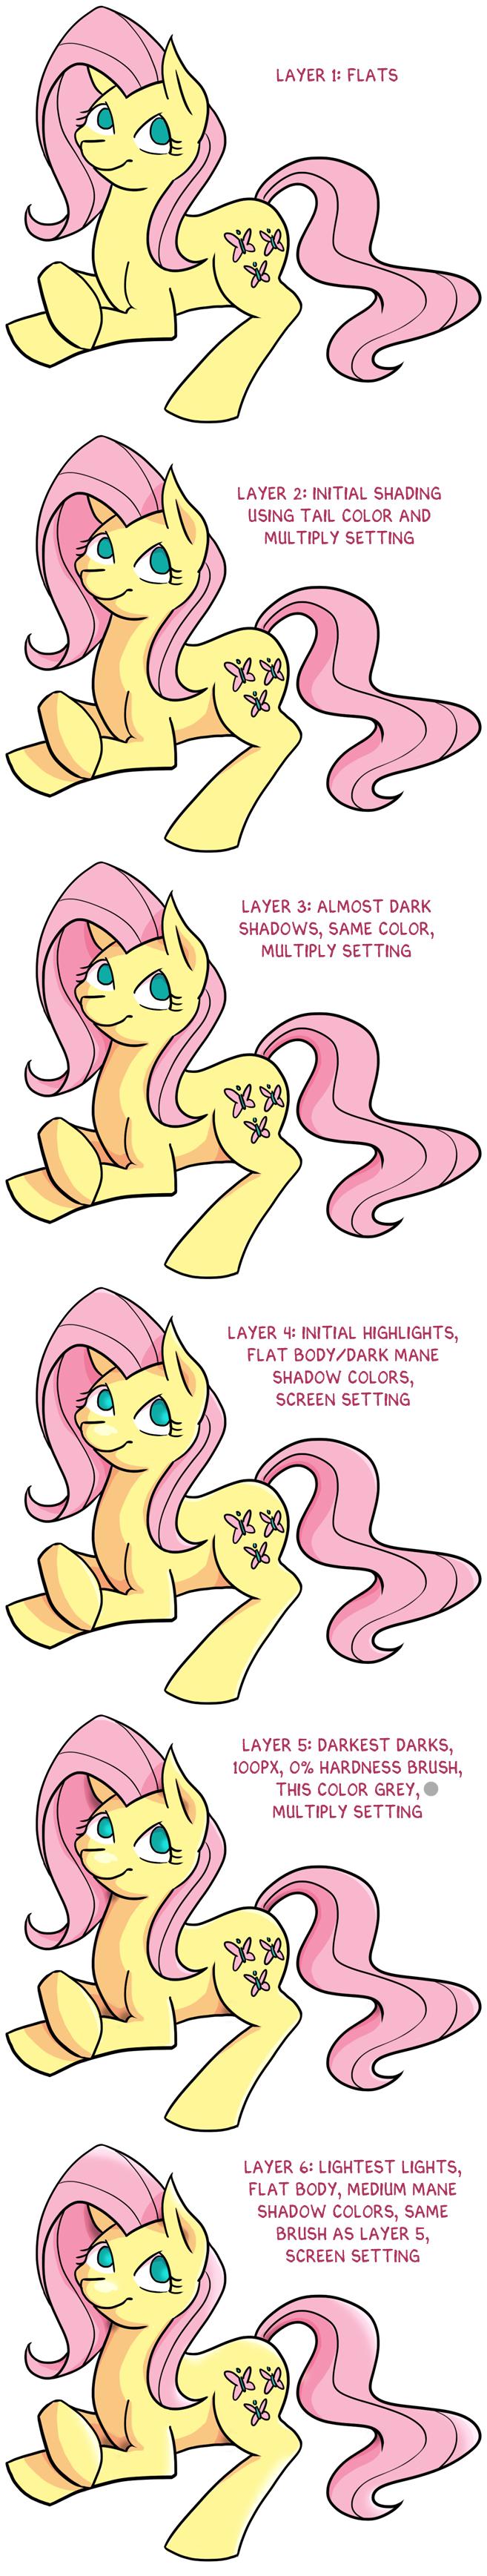 LAYER 1: FLATS
LAYER 2: INITIAL SHADING
USING TAIL COLOR AND
MULTIPLY SETTING
LAYER 3: ALMOST DARK
SHADOWS, SAME COLOR,
MULTIPLY SETTING
LAYER 4: INITIAL HIGHLIGHTS,
FLAT BODY/DARK MANE
SHADOW COLORS,
SCREEN SETTING
LAYER 5: DARKEST DARKS,
100PX, 0% HARDNESS BRUSH,
THIS COLOR GREY,
MULTIPLY SETTING
LAYER 6: LIGHTEST LIGHTS,
FLAT BODY, MEDIUM MANE
SHADOW COLORS, SAME
BRUSH AS LAYER 5,
SCREEN SETTING